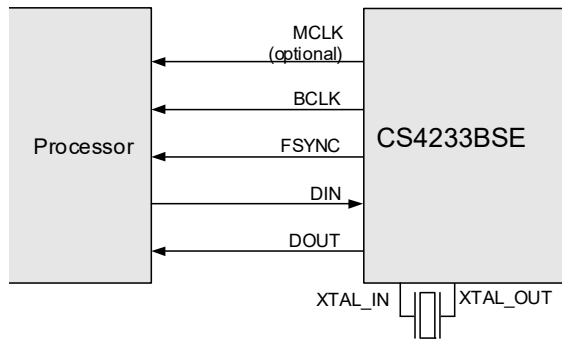 MCLK
(optional)
BCLK
Processor
FSYNC
CS4233BSE
DIN
DOUT
XTAL_IN
XTAL_OUT